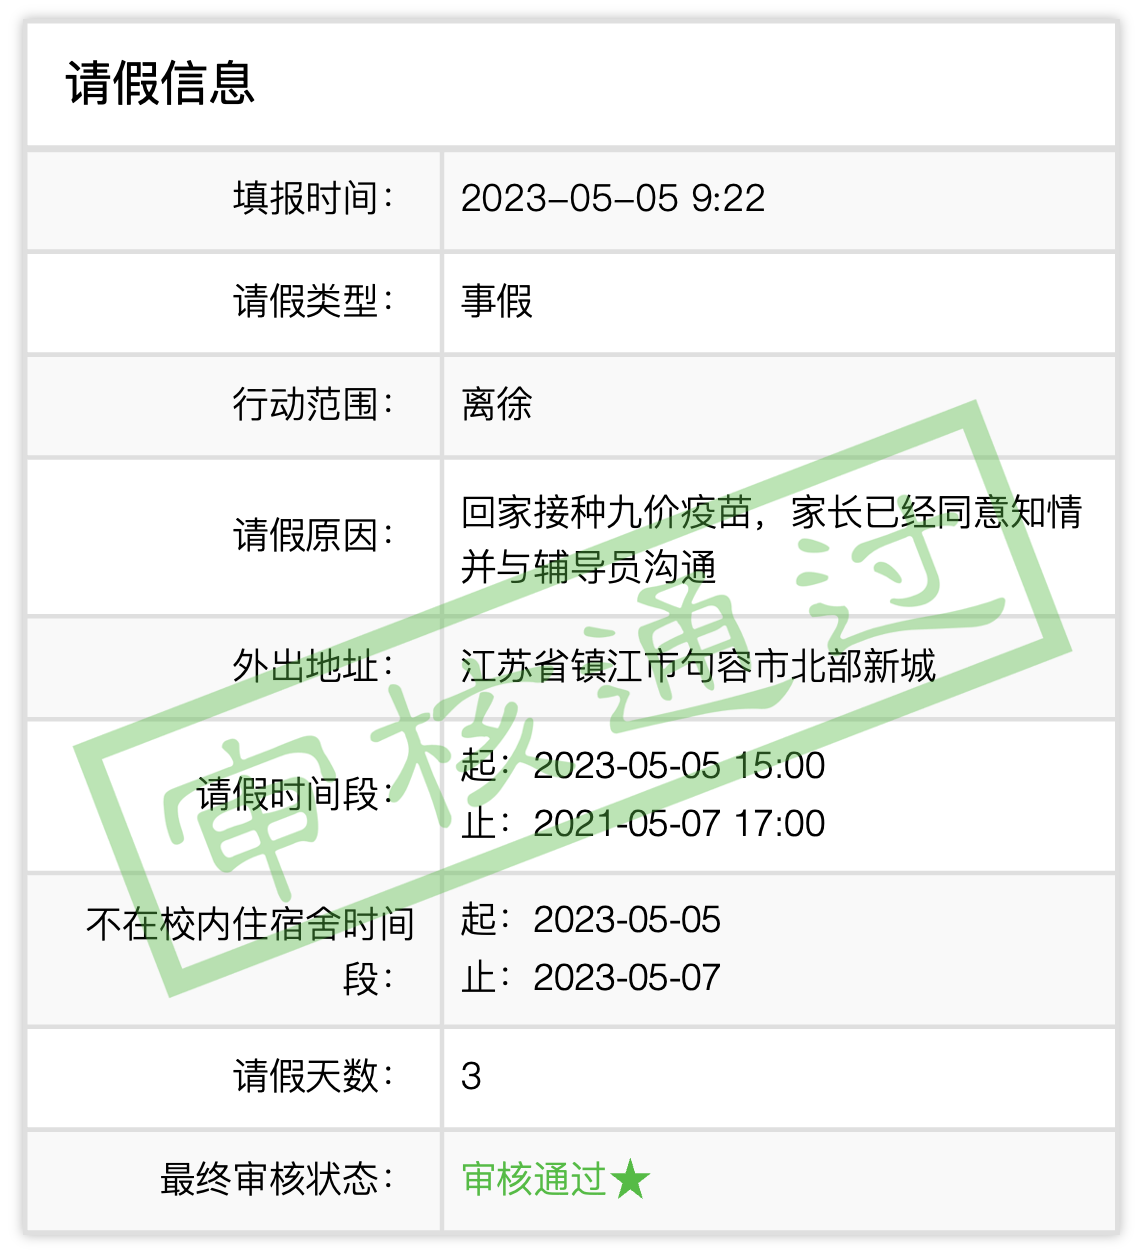 请假信息
填报时间： 2023-05-05 9:22
请假类型： 事假
行动范围： 离徐
请假原因： 回家接种九价疫苗，家长已经同意知情
并与辅导员沟通
外出地址： 江苏省镇江市句容市北部新城
请假时间段： 起：2023-05-05 15:00
止：2021-05-07 17:00
不在校内住宿舍时间
段： 起：2023-05-05
止：2023-05-07
请假天数： 3
最终审核状态： 审核通过★
审核通过